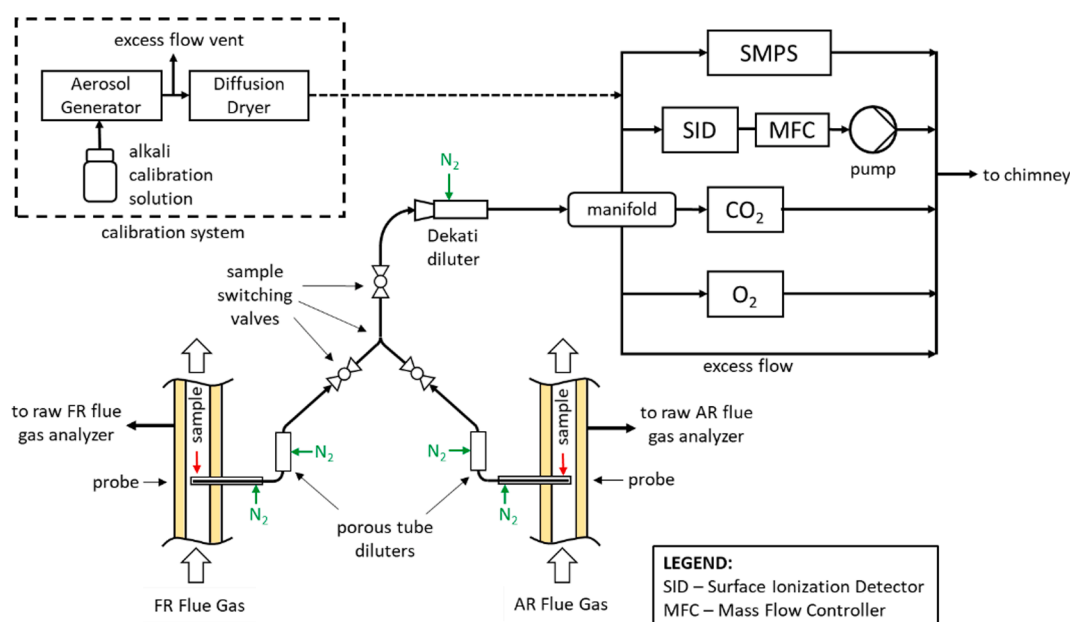 excess flow vent
Aerosol
Generator
Diffusion
Dryer
alkali
calibration
solution
calibration system
SMPS
SID
MFC
pump
to chimney
N2
manifold
CO2
Dekati
diluter
O2
excess flow
sample
switching
valves
to raw FR flue
gas analyzer
sample
probe
N2
N2
porous tube
diluters
N2
N2
sample
to raw AR flue
gas analyzer
probe
FR Flue Gas
AR Flue Gas
LEGEND:
SID – Surface Ionization Detector
MFC – Mass Flow Controller